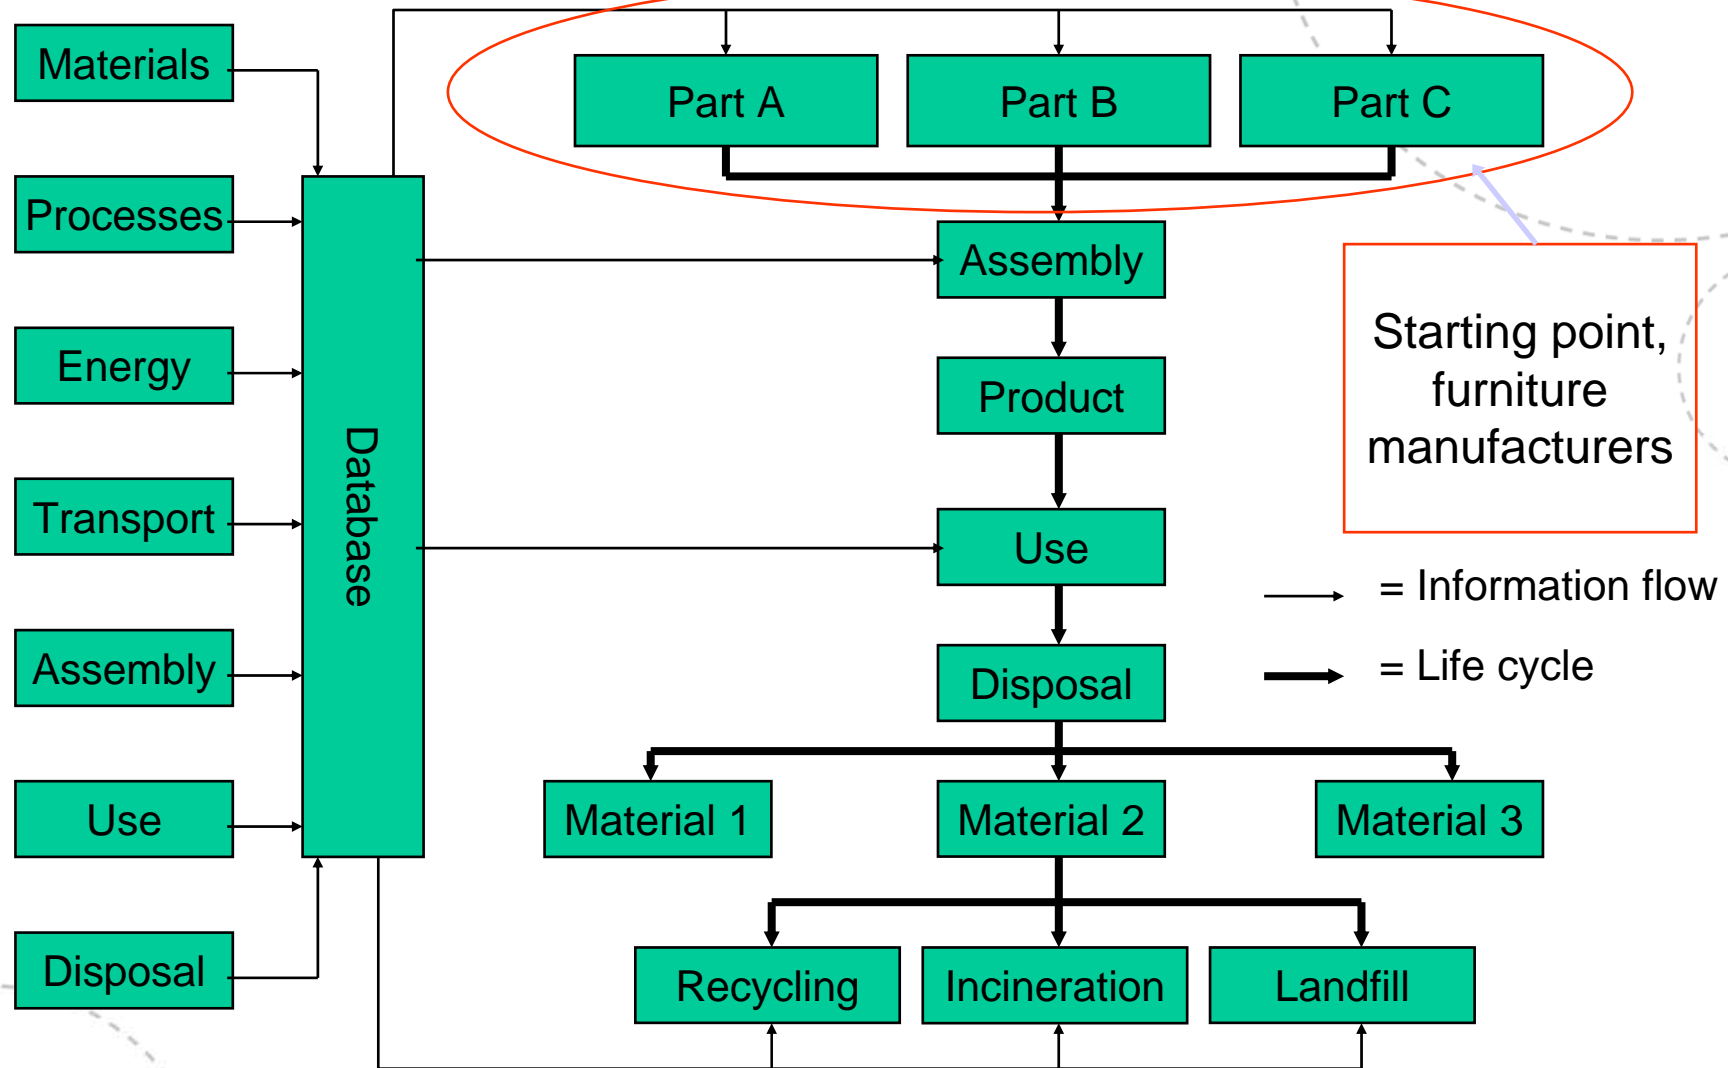 Materials
Processes
Energy
Transport
Assembly
Use
Disposal
Database
Part A
Part B
Part C
Assembly
Product
Use
Disposal
Material 1
Material 2
Material 3
Recycling
Incineration
Landfill
Starting point,
furniture
manufacturers
= Information flow
= Life cycle